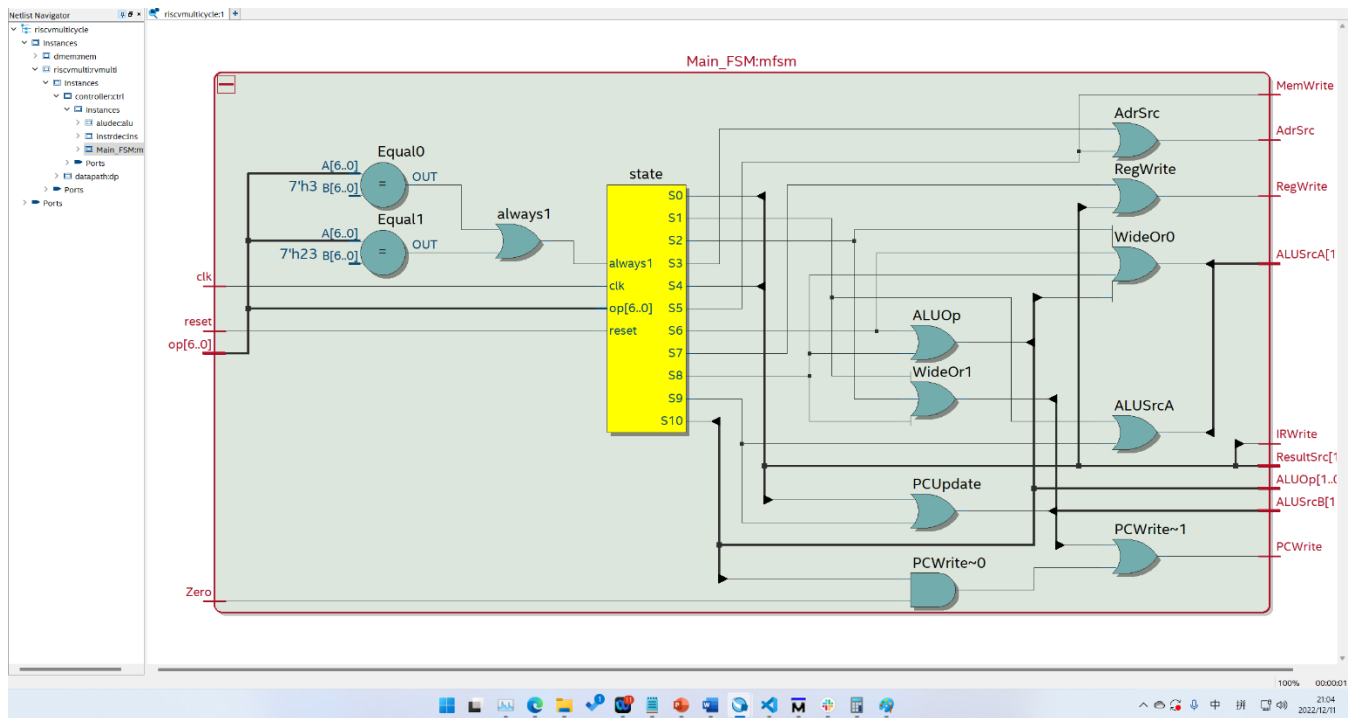 Netlist Navigator
riscvmulticycle:1
riscvmulticycle
Instances
dmem:mem
riscvmulti:rvmulti
Instances
controller:ctrl
Instances
aludec:alu
instrdec:ins
Main_FSM:m
Ports
datapath:dp
Ports
Ports
Main_FSM:mfsm
MemWrite
AdrSrc
AdrSrc
Equal0
A[6..0]
OUT
7'h3 B[6..0]
=
state
RegWrite
RegWrite
S0
Equal1
always1
S1
A[6..0]
OUT
7'h23 B[6..0]
=
S2
WideOr0
ALUSrcA[1
always1
S3
clk
clk
S4
op[6..0]
S5
reset
reset
S6
ALUOp
op[6..0]
S7
S8
WideOr1
S9
ALUSrcA
S10
IRWrite
ResultSrc[1
PCUpdate
ALUOp[1..0
ALUSrcB[1
PCWrite~1
PCWrite
PCWrite~0
Zero
100% 00:00:01
中 拼 21:04
2022/12/11